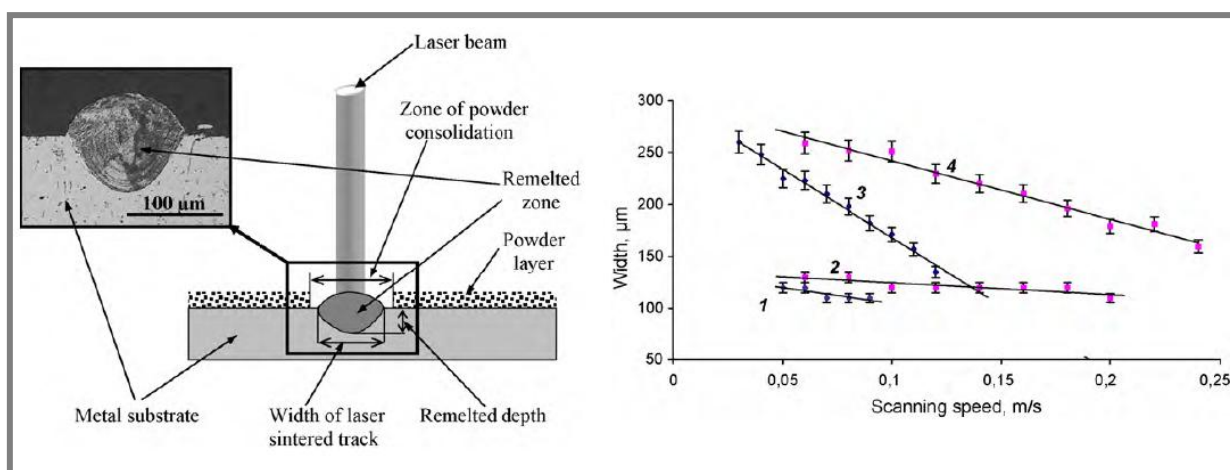 Laser beam
Zone of powder
consolidation
Remelted
zone
100 µm
Powder
layer
Metal substrate
Width of laser
sintered track
Remelted depth
300
250
200
150
100
50
Width, µm
4
3
2
1
0
0,05
0,1
0,15
0,2
0,25
Scanning speed, m/s